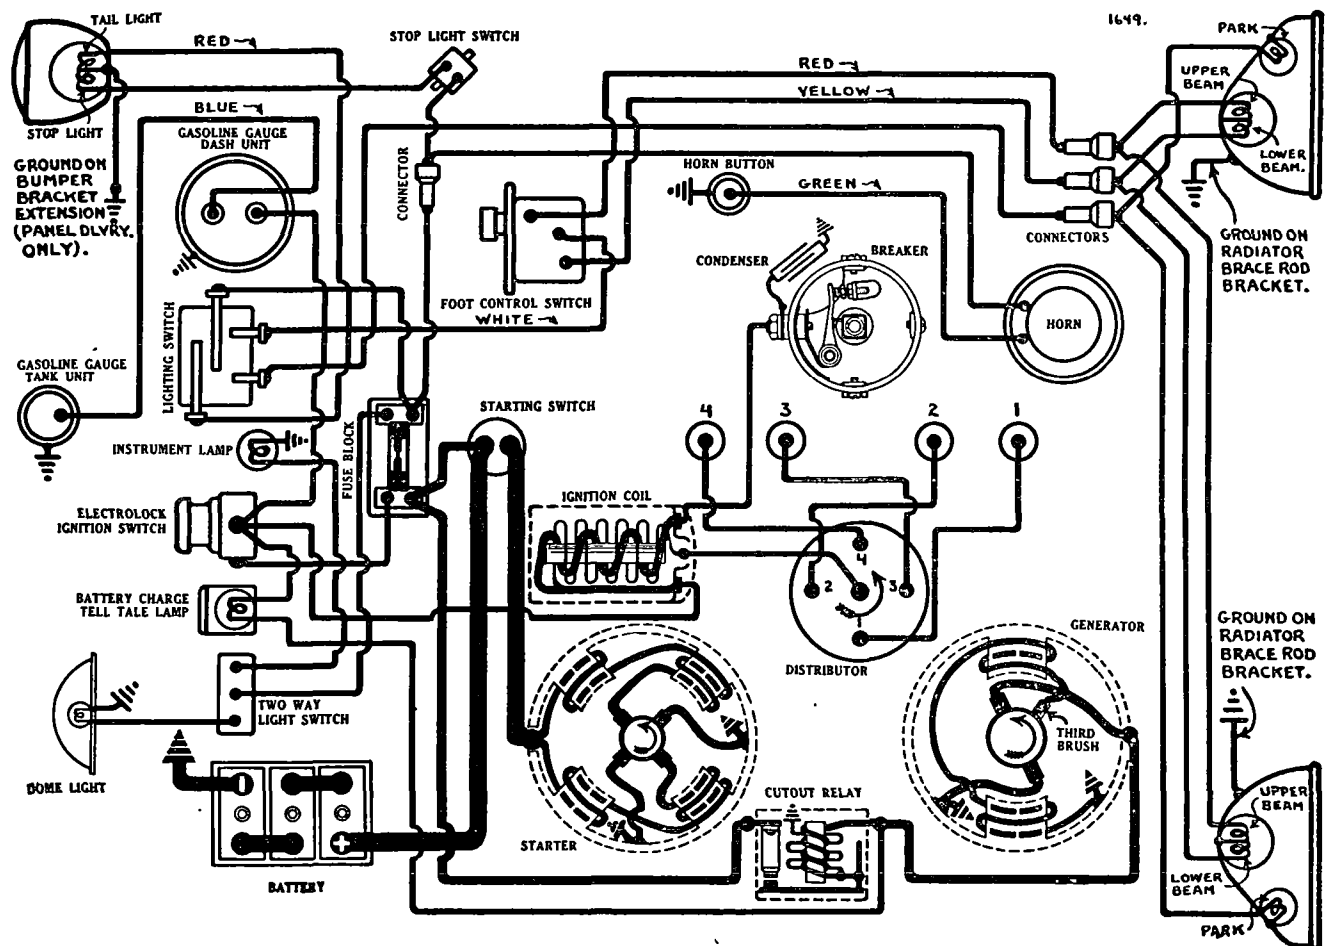 TAIL LIGHT
RED
STOP LIGHT SWITCH
1649.
PARK
RED
UPPER
BEAM
YELLOW
BLUE
STOP LIGHT
GASOLINE GAUGE
DASH UNIT
LOWER
BEAM.
GROUND ON
BUMPER
BRACKET
EXTENSION
(PANEL DLVRY.
ONLY).
CONNECTOR
HORN BUTTON
GREEN
CONNECTORS
GROUND ON
RADIATOR
BRACE ROD
BRACKET.
CONDENSER
BREAKER
FOOT CONTROL SWITCH
WHITE
HORN
LIGHTING SWITCH
GASOLINE GAUGE
TANK UNIT
STARTING SWITCH
4
3
2
1
INSTRUMENT LAMP
FUSE BLOCK
IGNITION COIL
ELECTROLOCK
IGNITION SWITCH
4
2
3
1
BATTERY CHARGE
TELL TALE LAMP
DISTRIBUTOR
GENERATOR
GROUND ON
RADIATOR
BRACE ROD
BRACKET.
TWO WAY
LIGHT SWITCH
THIRD
BRUSH
DOME LIGHT
CUTOUT RELAY
UPPER
BEAM
STARTER
LOWER
BEAM
BATTERY
PARK